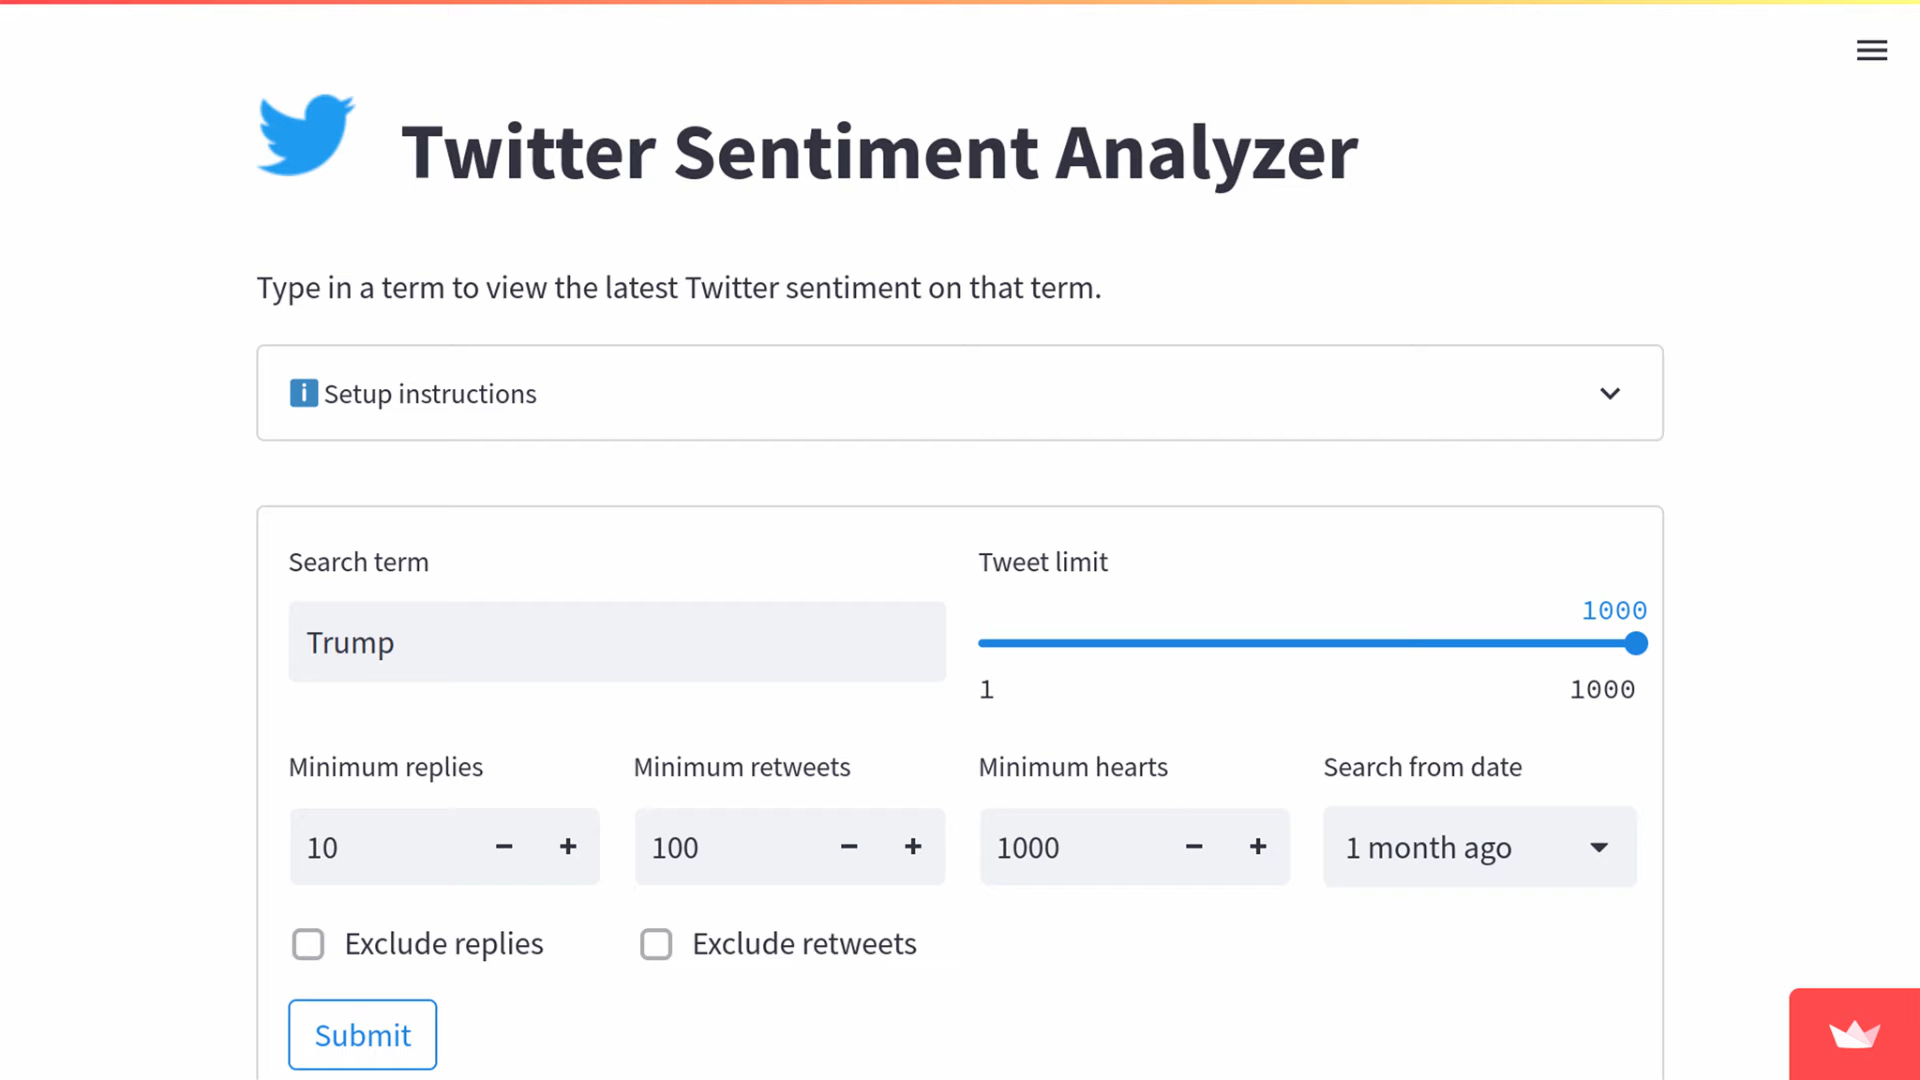 Twitter Sentiment Analyzer
Type in a term to view the latest Twitter sentiment on that term.
i Setup instructions
Search term
Tweet limit
1000
Trump
1
1000
Minimum replies
Minimum retweets
Minimum hearts
Search from date
10 − +
100 − +
1000 − +
1 month ago
Exclude replies
Exclude retweets
Submit